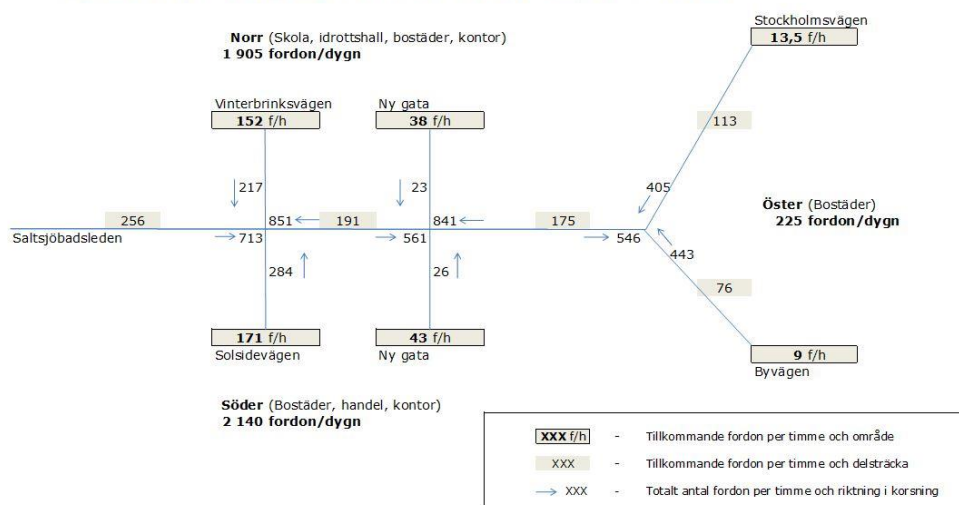 Stockholmsvägen
13,5 f/h
Norr (Skola, idrottshall, bostäder, kontor)
1 905 fordon/dygn
Vinterbrinksvägen
Ny gata
152 f/h
38 f/h
113
217
23
405
Öster (Bostäder)
225 fordon/dygn
256
851
191
841
175
Saltsjöbadsleden
713
561
546
443
284
26
76
171 f/h
43 f/h
Solsidevägen
Ny gata
9 f/h
Byvägen
Söder (Bostäder, handel, kontor)
2 140 fordon/dygn
XXX f/h - Tillkommande fordon per timme och område
XXX - Tillkommande fordon per timme och delsträcka
XXX - Totalt antal fordon per timme och riktning i korsning